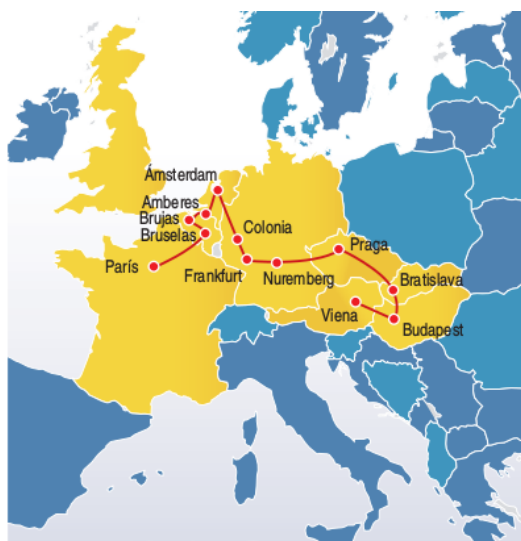 Ámsterdam
Amberes
Brujas
Bruselas
Colonia
París
Frankfurt
Nuremberg
Praga
Bratislava
Viena
Budapest